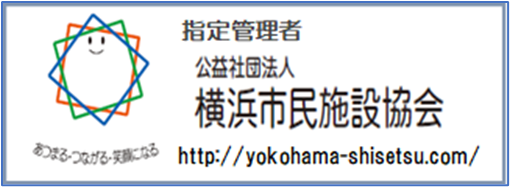 指定管理者
公益社団法人
横浜市民施設協会
あつまる・つながる・笑顔になる
http://yokohama-shisetsu.com/